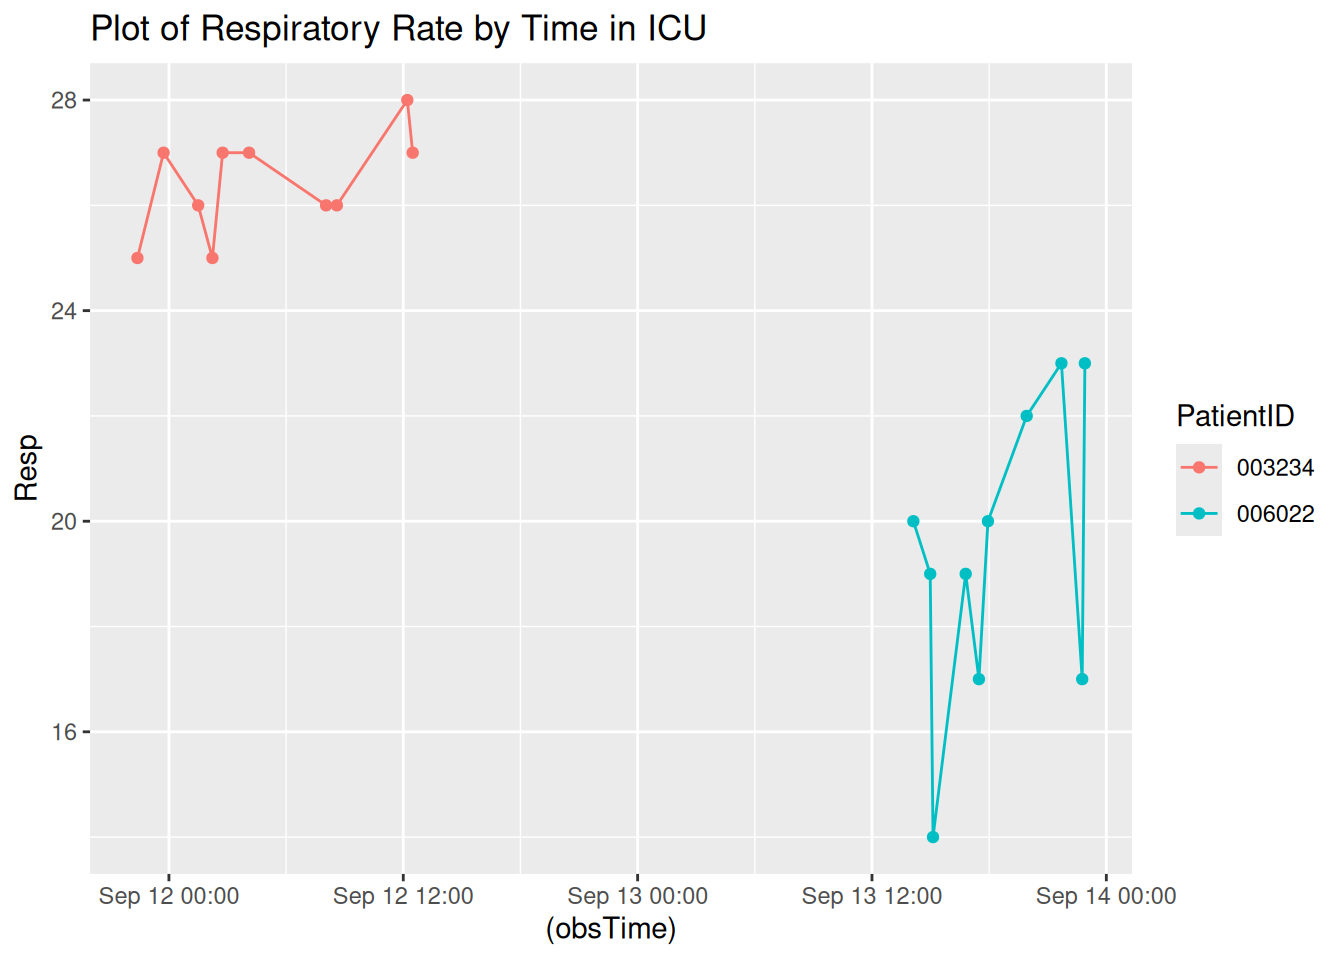 Plot of Respiratory Rate by Time in ICU
28
24
20
16
Resp
Sep 12 00:00
Sep 12 12:00
Sep 13 00:00
Sep 13 12:00
Sep 14 00:00
(obsTime)
PatientID
003234
006022